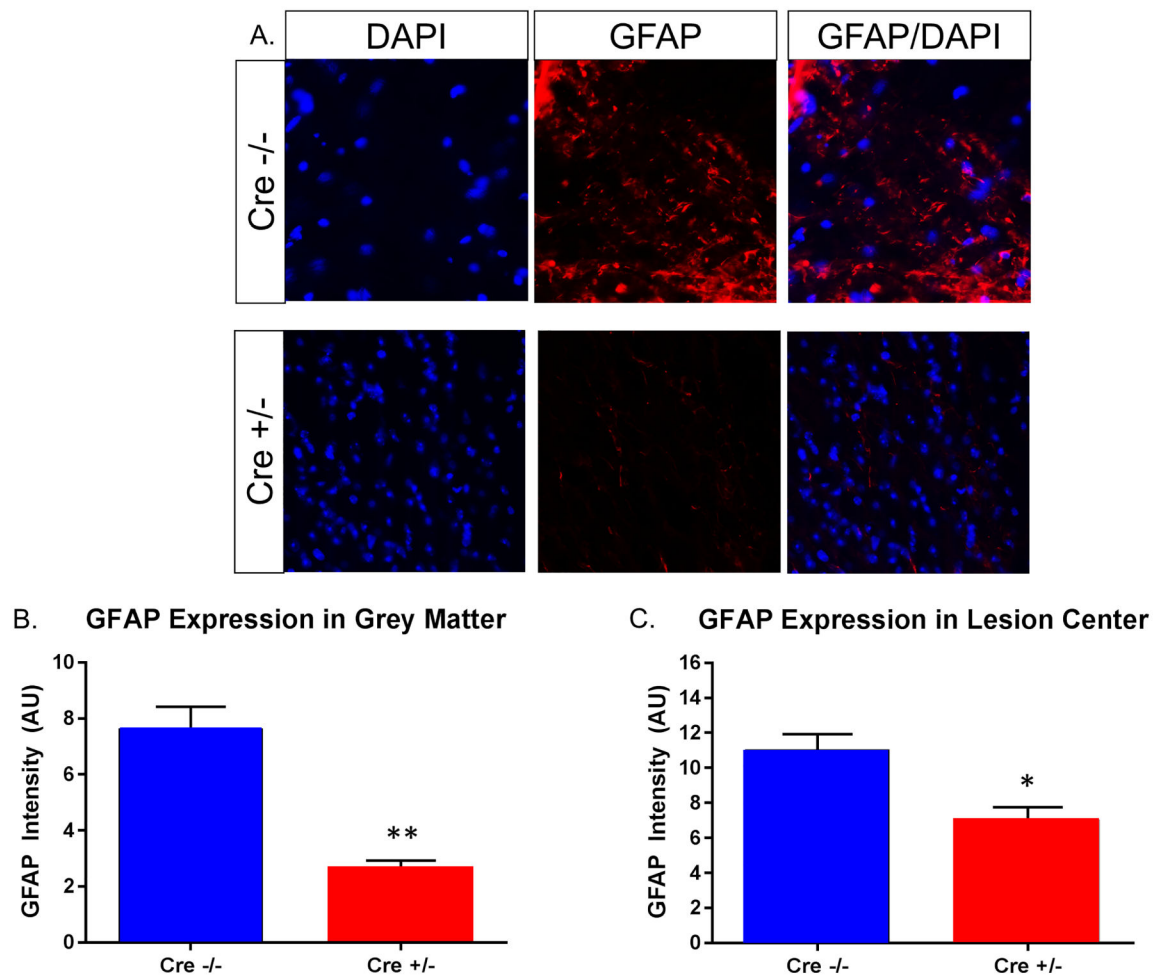 A.
DAPI GFAP GFAP/DAPI
Cre -/-
Cre +/-
B. GFAP Expression in Grey Matter
GFAP Intensity (AU)
10
8
6
4
2
0
**
Cre -/- Cre +/-
C. GFAP Expression in Lesion Center
GFAP Intensity (AU)
16
14
12
10
8
6
4
2
0
*
Cre -/- Cre +/-